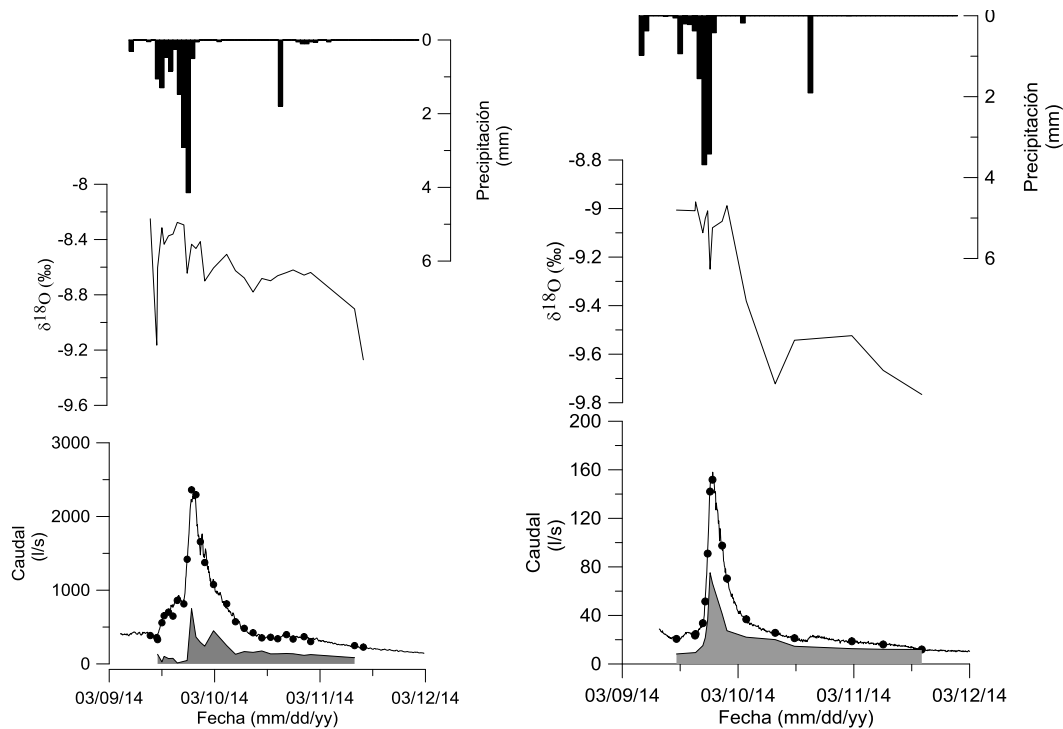 0
2
4
6
Precipitación
(mm)
-8
-8.4
-8.8
-9.2
-9.6
δ18O (‰)
3000
2000
1000
0
Caudal
(l/s)
03/09/14 03/10/14 03/11/14 03/12/14
Fecha (mm/dd/yy)
0
2
4
6
Precipitación
(mm)
-8.8
-9
-9.2
-9.4
-9.6
-9.8
δ18O (‰)
200
160
120
80
40
0
Caudal
(l/s)
03/09/14 03/10/14 03/11/14 03/12/14
Fecha (mm/dd/yy)